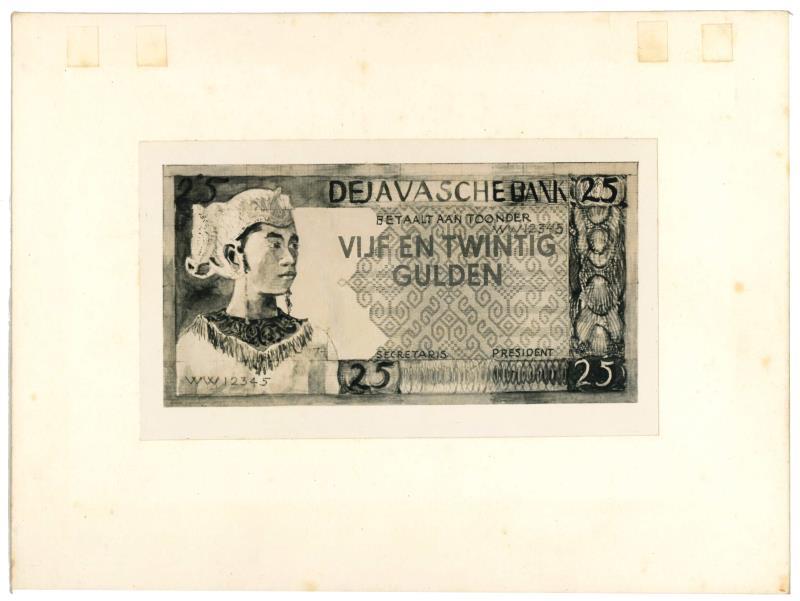 25 DE JAVASCHE BANK 25
BETAALT AAN TOONDER
WW12345
VIJF EN TWINTIG
GULDEN
SECRETARIS PRESIDENT
WW12345 25 25